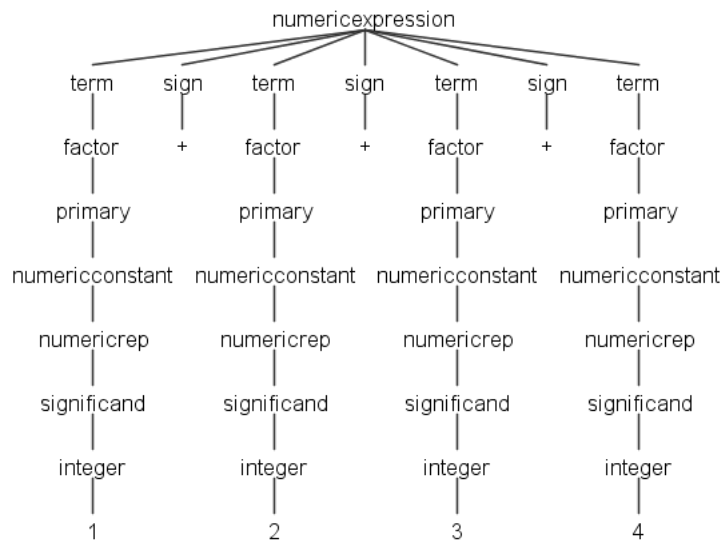 numericexpression
term sign term sign term sign term
factor + factor + factor + factor
primary primary primary primary
numericconstant numericconstant numericconstant numericconstant
numericrep numericrep numericrep numericrep
significand significand significand significand
integer integer integer integer
1 2 3 4